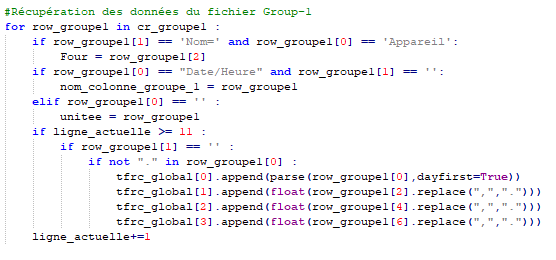 #Récupération des données du fichier Group-1
for row_groupe1 in cr_groupe1 :
    if row_groupe1[1] == 'Nom=' and row_groupe1[0] == 'Appareil':
        Four = row_groupe1[2]
    if row_groupe1[0] == "Date/Heure" and row_groupe1[1] == '':
        nom_colonne_groupe_1 = row_groupe1
    elif row_groupe1[0] == '' :
        unitee = row_groupe1
    if ligne_actuelle >= 11 :
        if row_groupe1[1] == '' :
            if not "." in row_groupe1[0] :
                tfrc_global[0].append(parse(row_groupe1[0],dayfirst=True))
                tfrc_global[1].append(float(row_groupe1[2].replace(",",".")))
                tfrc_global[2].append(float(row_groupe1[4].replace(",",".")))
                tfrc_global[3].append(float(row_groupe1[6].replace(",",".")))
    ligne_actuelle+=1